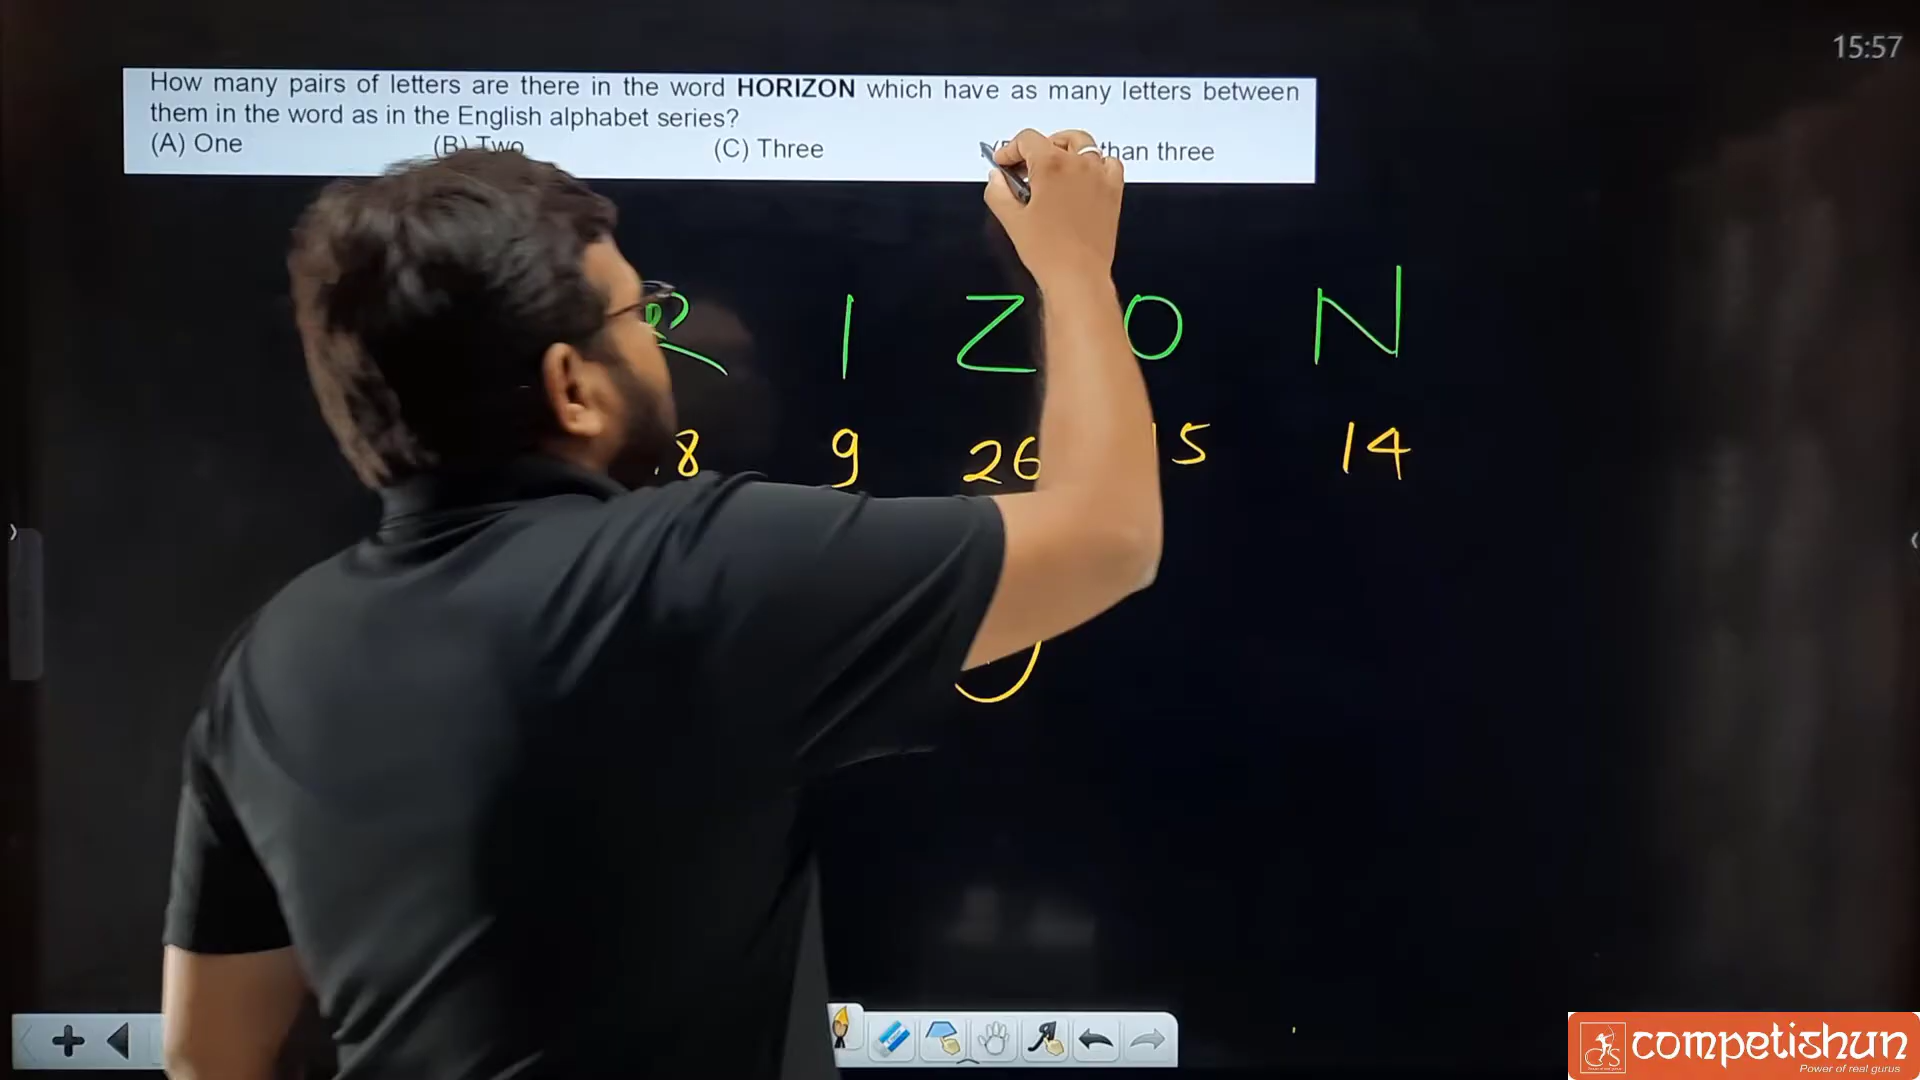 15:57
How many pairs of letters are there in the word HORIZON which have as many letters between
them in the word as in the English alphabet series?
(A) One (B) Two (C) Three than three
R I Z O N
8 9 26 15 14
competishun
Power of real gurus